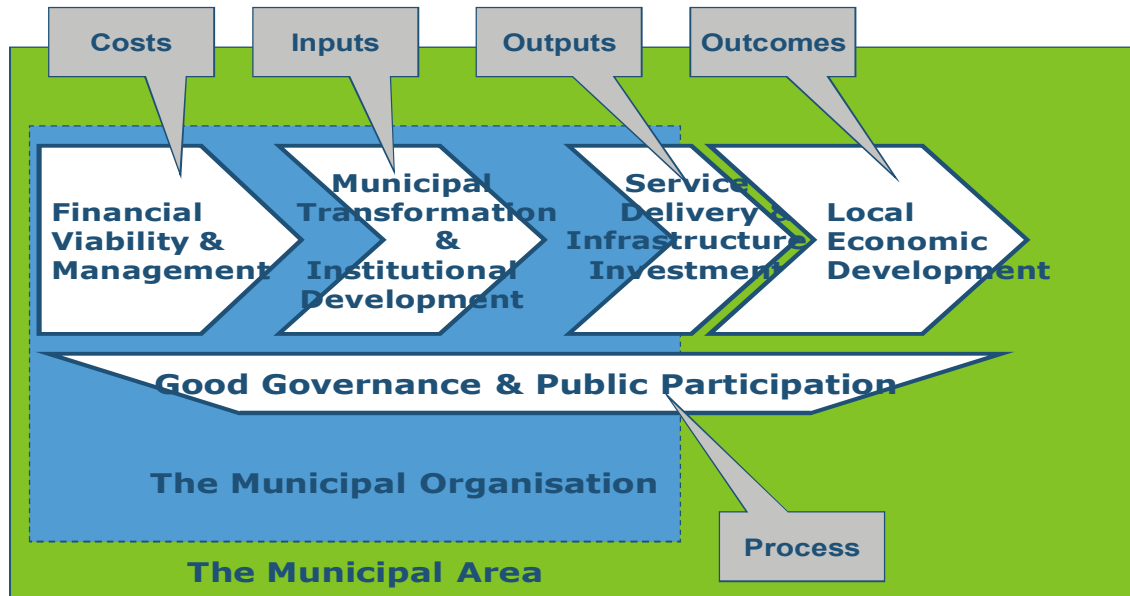 Costs
Inputs
Outputs
Outcomes
Financial
Viability &
Management
Municipal
Transformation
&
Institutional
Development
Service
Delivery &
Infrastructure
Investment
Local
Economic
Development
Good Governance & Public Participation
The Municipal Organisation
Process
The Municipal Area